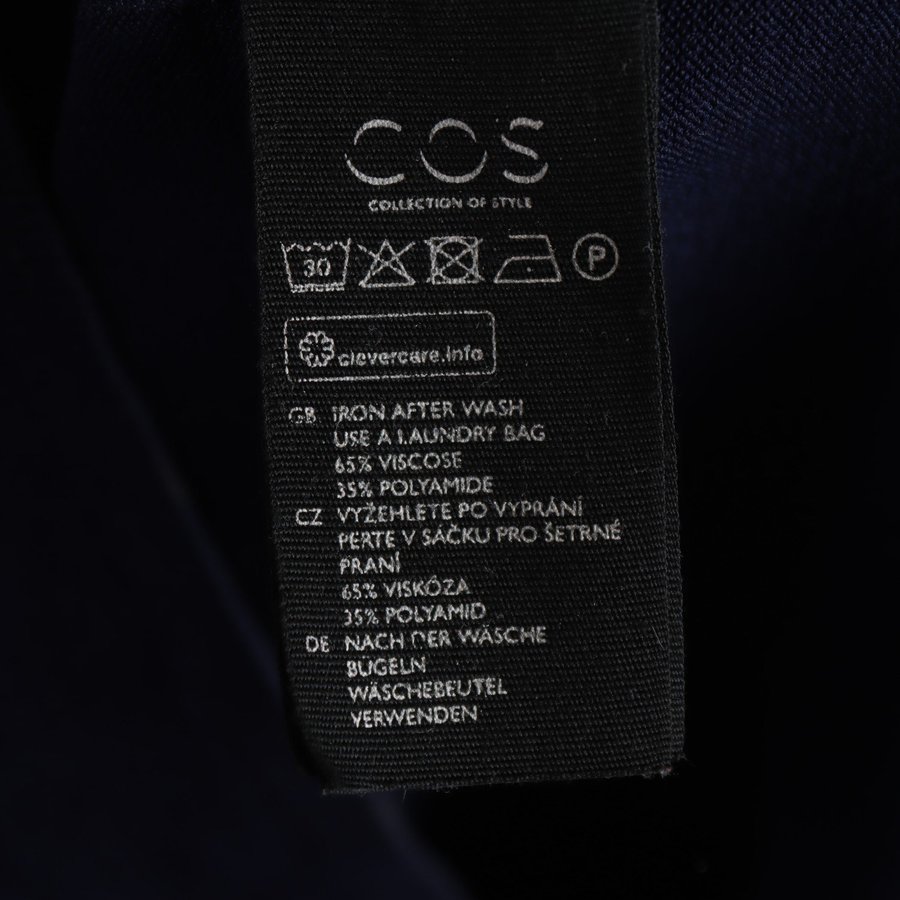 COS
COLLECTION OF STYLE
30 P
clevercare.info
GB IRON AFTER WASH
USE A LAUNDRY BAG
65% VISCOSE
35% POLYAMIDE
CZ VYŽEHLETE PO VYPRÁNÍ
PERTE V SÁČKU PRO ŠETRNÉ
PRANÍ
65% VISKÓZA
35% POLYAMID
DE NACH DER WÄSCHE
BÜGELN
WÄSCHEBEUTEL
VERWENDEN